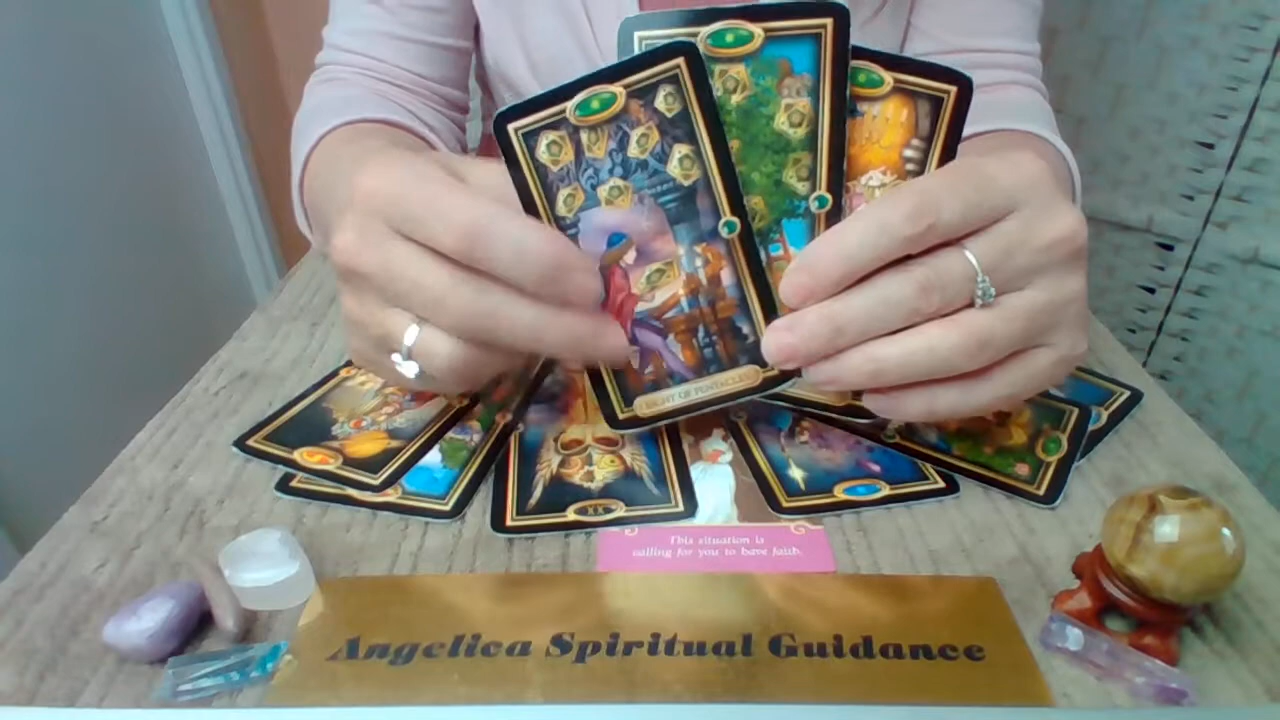 EIGHT OF PENTACLES
XX
This situation is
calling for you to have faith.
Angelica Spiritual Guidance